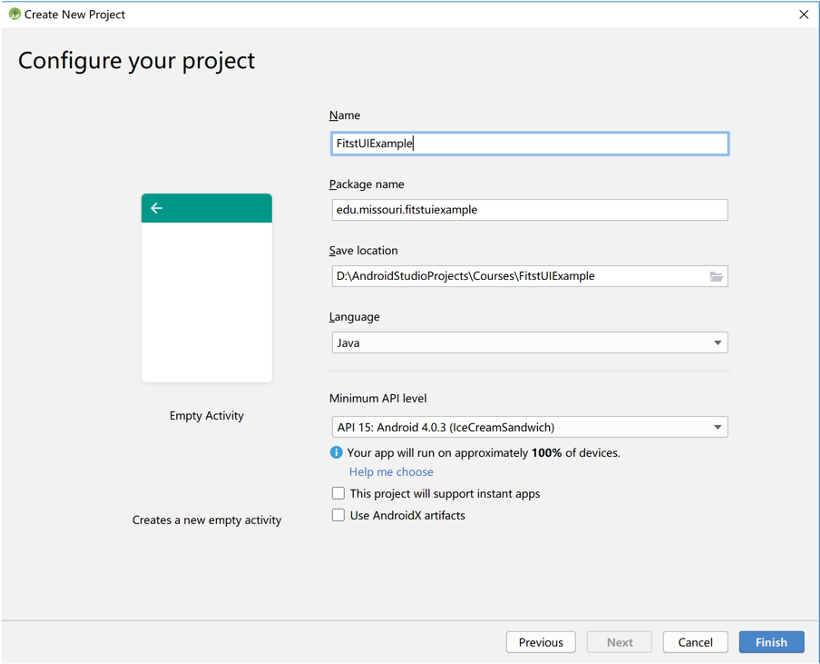 Create New Project
Configure your project
Name
FitstUIExample
Package name
edu.missouri.fitstuiexample
Save location
D:\AndroidStudioProjects\Courses\FitstUIExample
Language
Java
Empty Activity
Minimum API level
API 15: Android 4.0.3 (IceCreamSandwich)
Your app will run on approximately 100% of devices.
Help me choose
This project will support instant apps
Use AndroidX artifacts
Creates a new empty activity
Previous
Next
Cancel
Finish